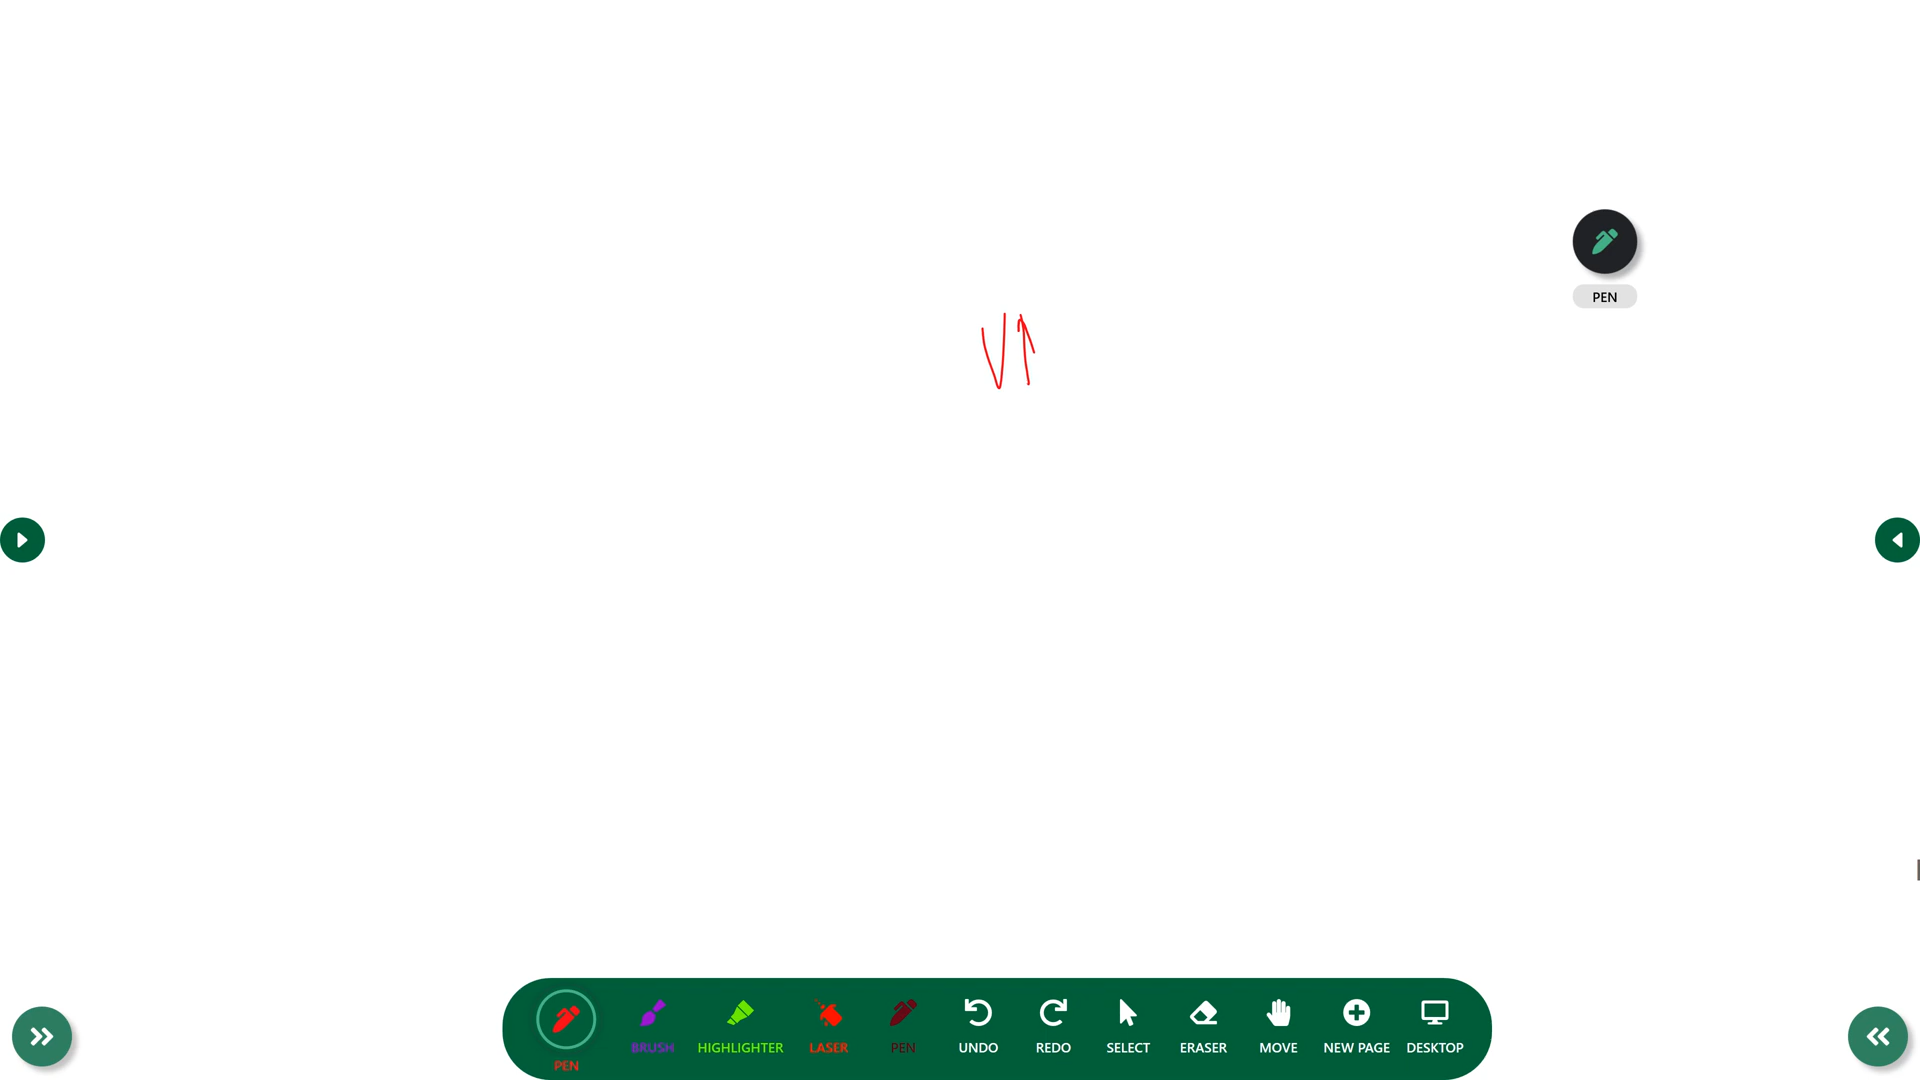 PEN
PEN
BRUSH
HIGHLIGHTER
LASER
PEN
UNDO
REDO
SELECT
ERASER
MOVE
NEW PAGE
DESKTOP